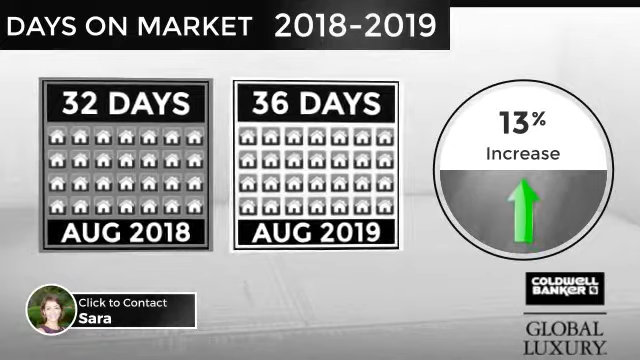 DAYS ON MARKET 2018-2019
32 DAYS
AUG 2018
36 DAYS
AUG 2019
13%
Increase
Click to Contact
Sara
COLDWELL
BANKER
GLOBAL
LUXURY.